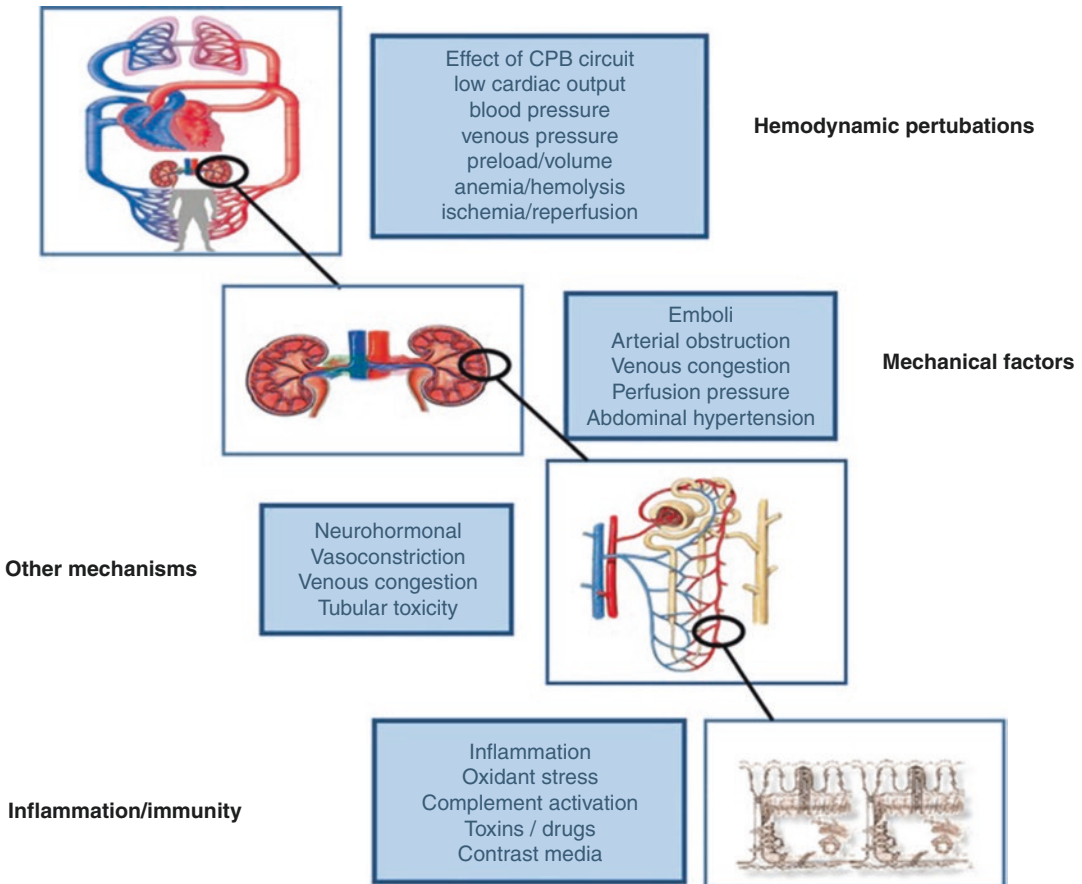 Effect of CPB circuit
low cardiac output
blood pressure
venous pressure
preload/volume
anemia/hemolysis
ischemia/reperfusion
Hemodynamic pertubations
Emboli
Arterial obstruction
Venous congestion
Perfusion pressure
Abdominal hypertension
Mechanical factors
Other mechanisms
Neurohormonal
Vasoconstriction
Venous congestion
Tubular toxicity
Inflammation/immunity
Inflammation
Oxidant stress
Complement activation
Toxins / drugs
Contrast media